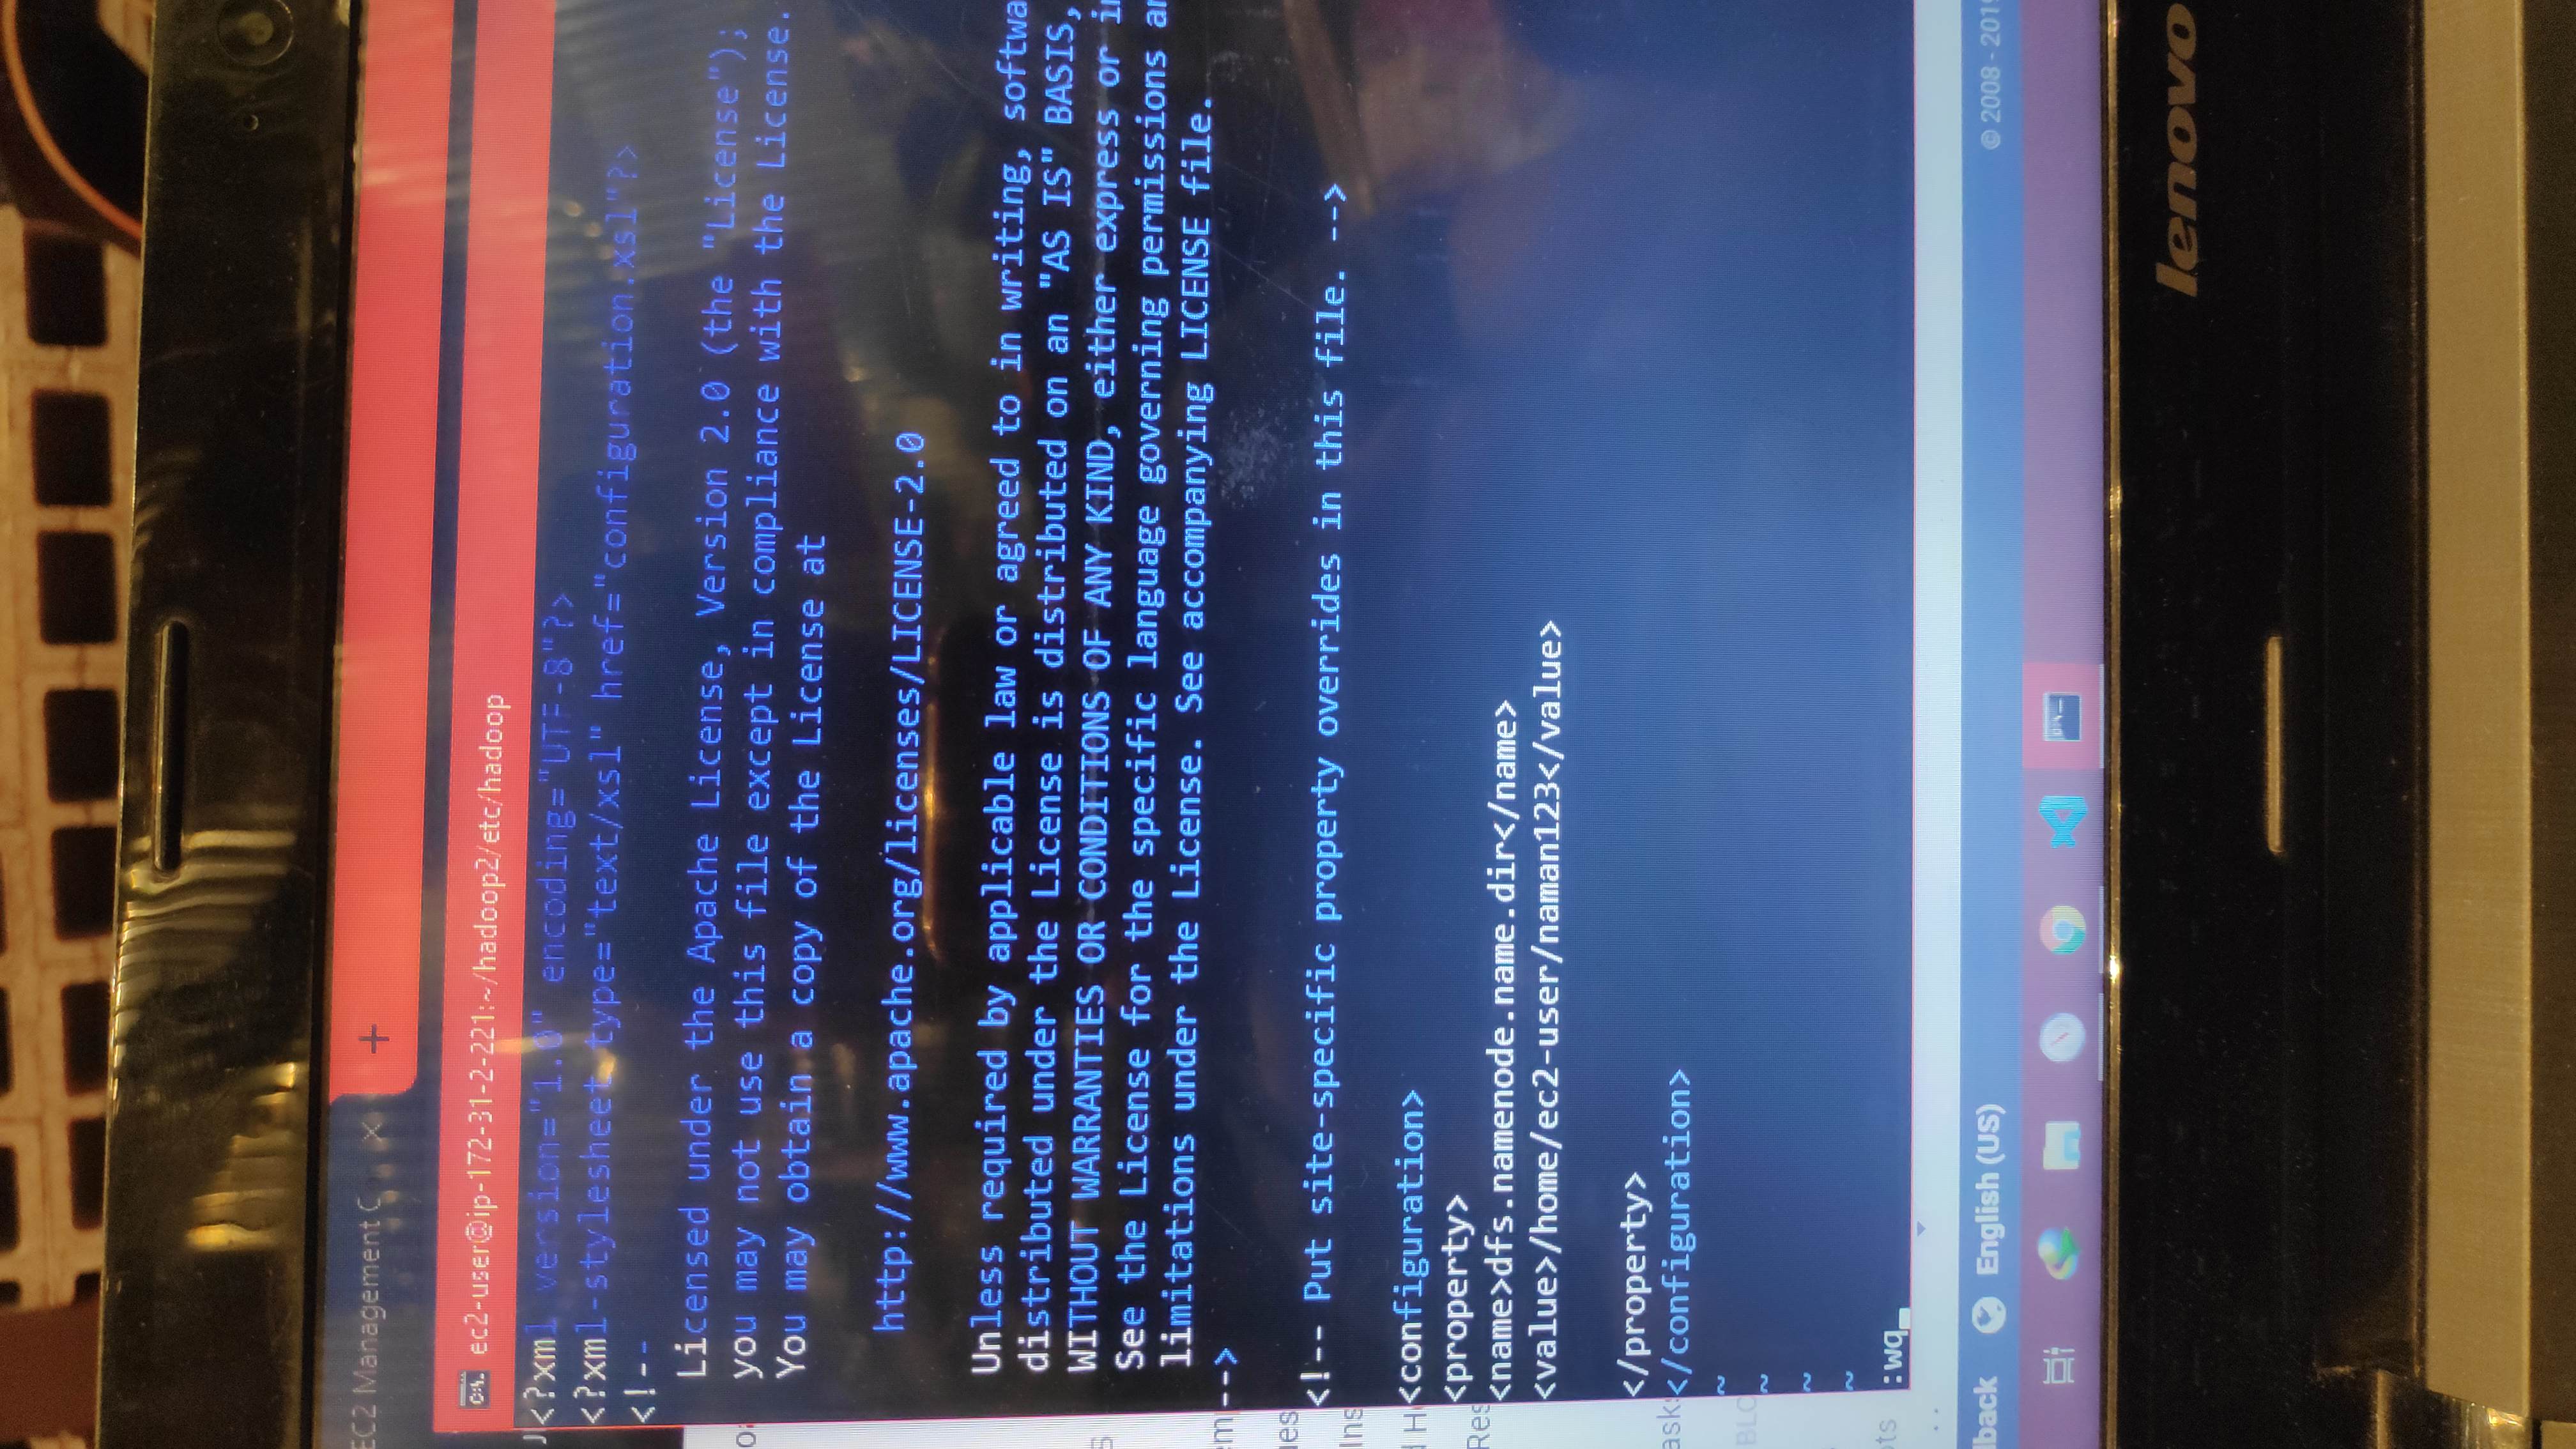 EC2 Management C
ec2-user@ip-172-31-2-221:~/hadoop2/etc/hadoop
<?xml version="1.0" encoding="UTF-8"?>
<?xml-stylesheet type="text/xsl" href="configuration.xsl"?>
<!--
Licensed under the Apache License, Version 2.0 (the "License");
you may not use this file except in compliance with the License.
You may obtain a copy of the License at
http://www.apache.org/licenses/LICENSE-2.0
Unless required by applicable law or agreed to in writing, softwa
distributed under the License is distributed on an "AS IS" BASIS,
WITHOUT WARRANTIES OR CONDITIONS OF ANY KIND, either express or
See the License for the specific language governing permissions
limitations under the License. See accompanying LICENSE file.
-->
<!-- Put site-specific property overrides in this file. -->
<configuration>
<property>
<name>dfs.namenode.name.dir</name>
<value>/home/ec2-user/naman123</value>
</property>
</configuration>
~
~
~
~
:wq
lback English (US) © 2008 - 2019
lenovo